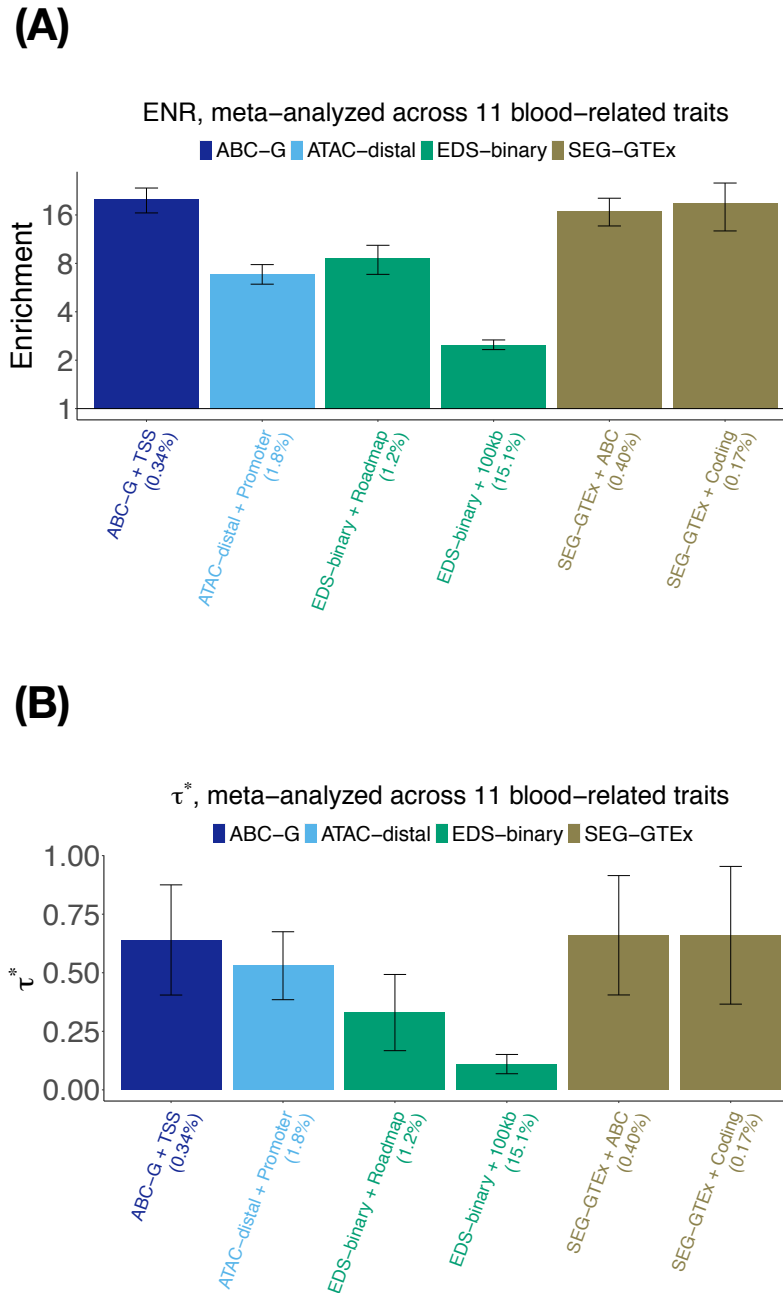 (A)
ENR, meta−analyzed across 11 blood−related traits
ABC−G ATAC−distal EDS−binary SEG−GTEx
Enrichment
16
8
4
2
1
ABC−G + TSS
(0.34%)
ATAC−distal + Promoter
(1.8%)
EDS−binary + Roadmap
(1.2%)
EDS−binary + 100kb
(15.1%)
SEG−GTEx + ABC
(0.40%)
SEG−GTEx + Coding
(0.17%)
(B)
τ*, meta−analyzed across 11 blood−related traits
ABC−G ATAC−distal EDS−binary SEG−GTEx
τ*
1.00
0.75
0.50
0.25
0.00
ABC−G + TSS
(0.34%)
ATAC−distal + Promoter
(1.8%)
EDS−binary + Roadmap
(1.2%)
EDS−binary + 100kb
(15.1%)
SEG−GTEx + ABC
(0.40%)
SEG−GTEx + Coding
(0.17%)